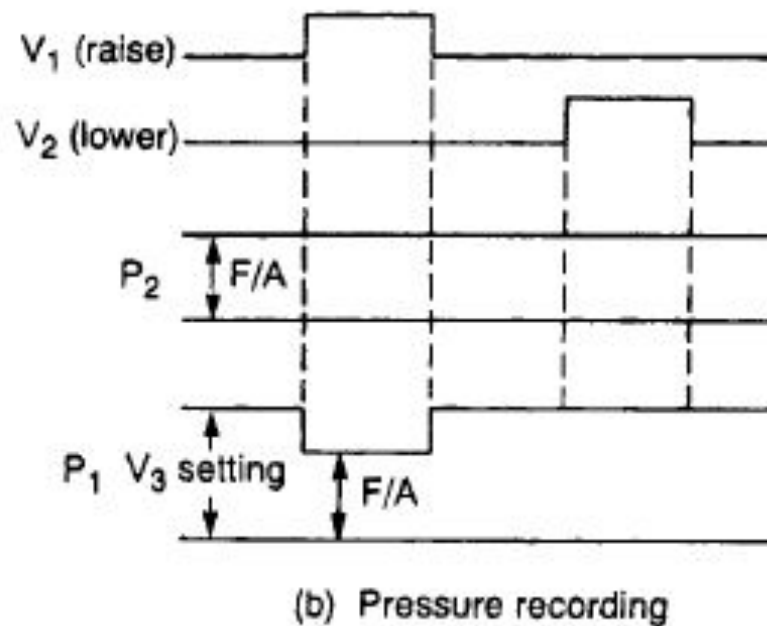 V₁ (raise)
V₂ (lower)
P₂ F/A
P₁ V₃ setting
F/A
(b) Pressure recording